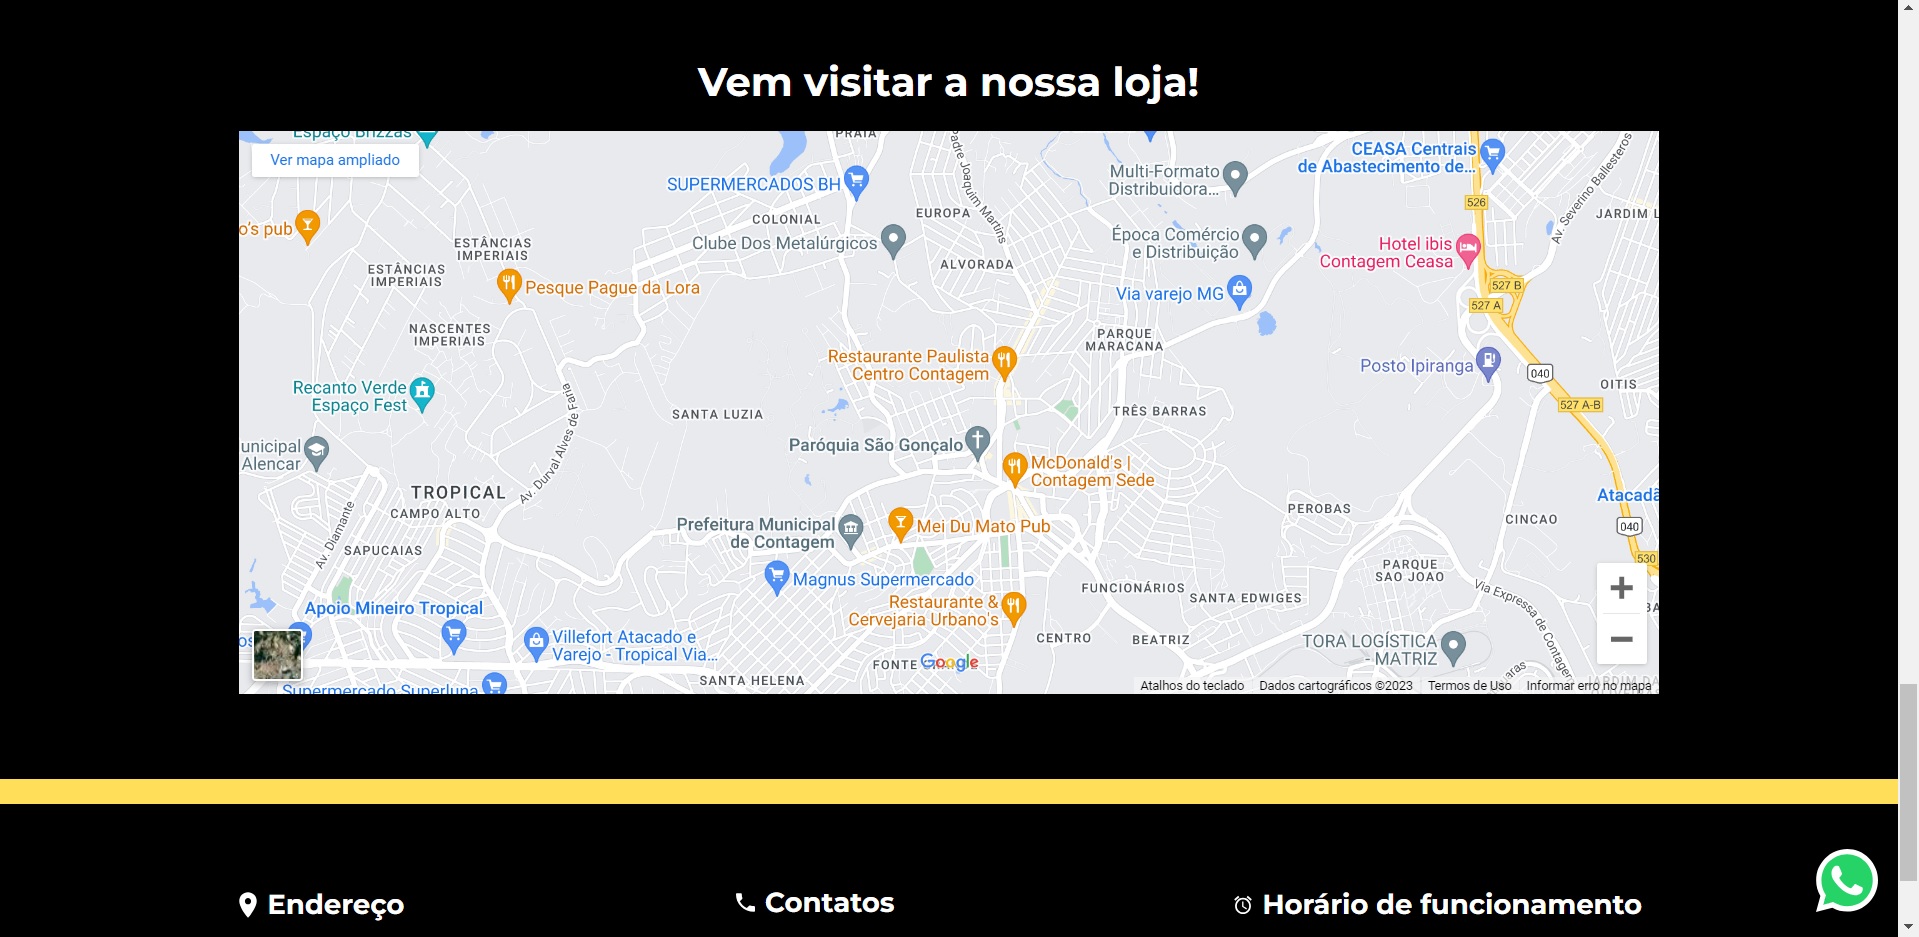 Vem visitar a nossa loja!
Espaço Brizzas
PRAIA
Ver mapa ampliado
CEASA Centrais
de Abastecimento de...
SUPERMERCADOS BH
Multi-Formato
Distribuidora...
Padre Joaquim Martins
Av. Severino Ballesteros
526
COLONIAL
EUROPA
JARDIM L
o's pub
ESTÂNCIAS
IMPERIAIS
Clube Dos Metalúrgicos
Época Comércio
e Distribuição
Hotel ibis
Contagem Ceasa
ESTÂNCIAS
IMPERIAIS
ALVORADA
Pesque Pague da Lora
Via varejo MG
527 B
527 A
NASCENTES
IMPERIAIS
PARQUE
MARACANA
Restaurante Paulista
Centro Contagem
Posto Ipiranga
040
OITIS
Recanto Verde
Espaço Fest
Av. Durval Alves de Faria
SANTA LUZIA
TRÊS BARRAS
527 A-B
unicipal
Alencar
Paróquia São Gonçalo
McDonald's |
Contagem Sede
TROPICAL
CAMPO ALTO
Atacadã
PEROBAS
CINCAO
Av. Diamante
Prefeitura Municipal
de Contagem
Mei Du Mato Pub
040
SAPUCAIAS
530
PARQUE
SAO JOAO
Magnus Supermercado
FUNCIONÁRIOS
SANTA EDWIGES
Via Expressa de Contagem
BA
Apoio Mineiro Tropical
Restaurante &
Cervejaria Urbano's
os
Villefort Atacado e
Varejo - Tropical Via...
CENTRO
BEATRIZ
TORA LOGÍSTICA
- MATRIZ
FONTE
Google
SANTA HELENA
aras
JARDIM DA
Supermercado Superluna
Atalhos do teclado
Dados cartográficos ©2023
Termos de Uso
Informar erro no mapa
Endereço
Contatos
Horário de funcionamento